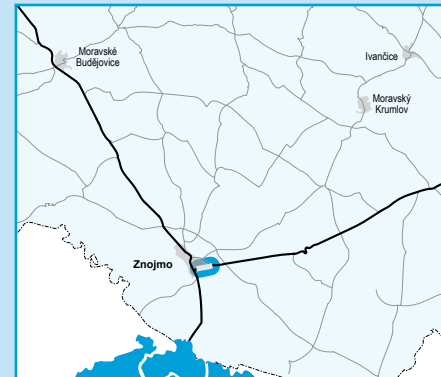 Moravské
Budějovice
Ivančice
Moravský
Krumlov
Znojmo